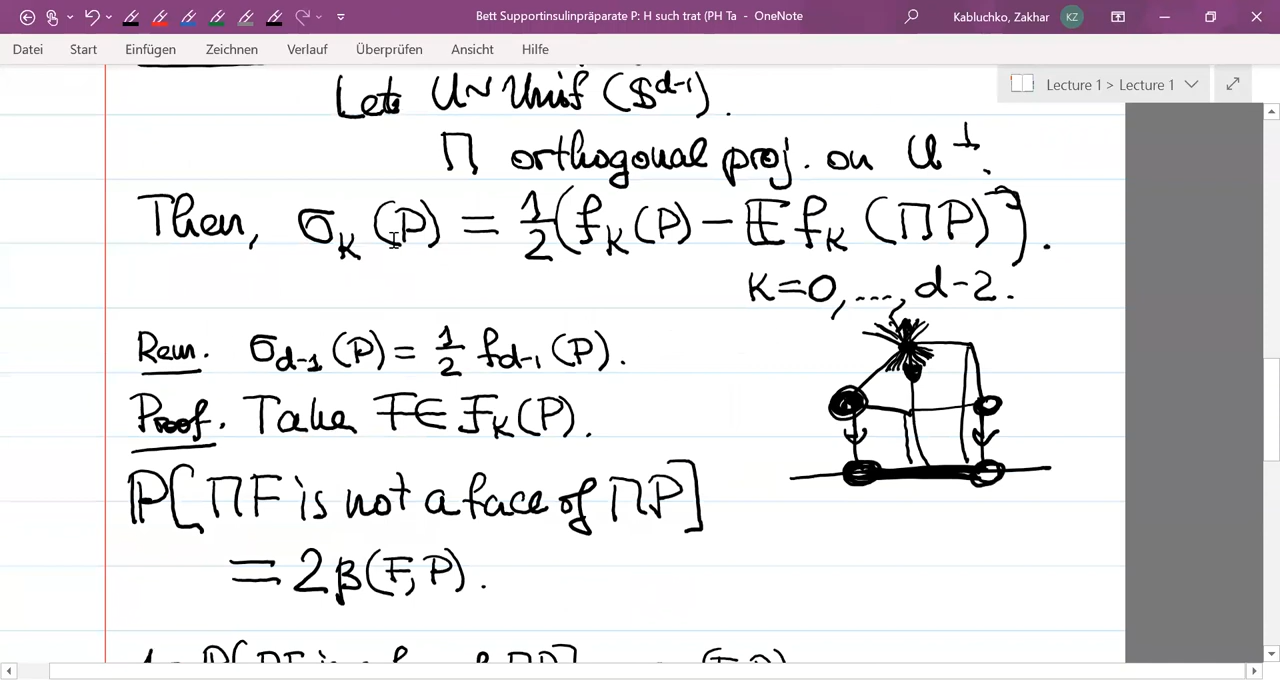 Bett Supportinsulinpräparate P: H such trat (PH Ta - OneNote
Kabluchko, Zakhar KZ
Datei Start Einfügen Zeichnen Verlauf Überprüfen Ansicht Hilfe
Lecture 1 > Lecture 1
Let U ~ Unif (𝕊^{d-1}).
Π orthogonal proj. on U^⊥.
Then, σ_k (P) = 1/2 (f_k (P) - 𝔼 f_k (ΠP)).
k=0, ..., d-2.
Rem. σ_{d-1} (P) = 1/2 f_{d-1} (P).
Proof. Take F ∈ F_k (P).
ℙ[ΠF is not a face of ΠP]
= 2β(F,P).